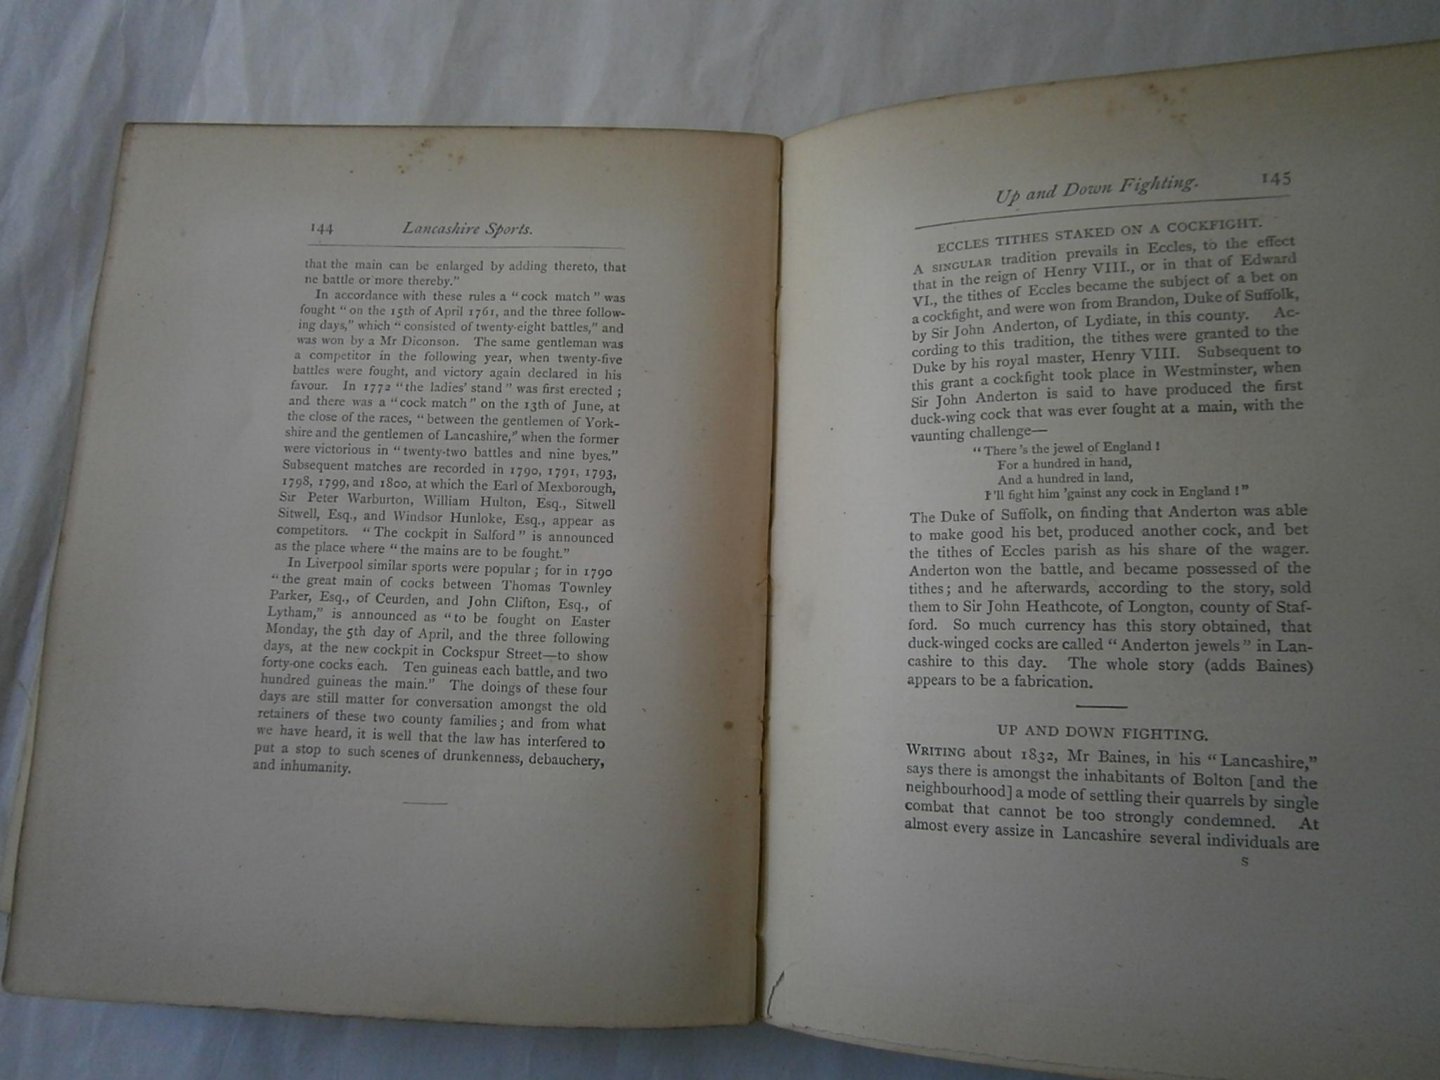 144 Lancashire Sports.
that the main can be enlarged by adding thereto, that
ne battle or more thereby."
In accordance with these rules a "cock match" was
fought "on the 15th of April 1761, and the three follow-
ing days," which "consisted of twenty-eight battles," and
was won by a Mr Diconson. The same gentleman was
a competitor in the following year, when twenty-five
battles were fought, and victory again declared in his
favour. In 1772 "the ladies' stand" was first erected;
and there was a "cock match" on the 13th of June, at
the close of the races, "between the gentlemen of York-
shire and the gentlemen of Lancashire," when the former
were victorious in "twenty-two battles and nine byes."
Subsequent matches are recorded in 1790, 1791, 1793,
1798, 1799, and 1800, at which the Earl of Mexborough,
Sir Peter Warburton, William Hulton, Esq., Sitwell
Sitwell, Esq., and Windsor Hunloke, Esq., appear as
competitors. "The cockpit in Salford" is announced
as the place where "the mains are to be fought."
In Liverpool similar sports were popular; for in 1790
"the great main of cocks between Thomas Townley
Parker, Esq., of Ceurden, and John Clifton, Esq., of
Lytham," is announced as "to be fought on Easter
Monday, the 5th day of April, and the three following
days, at the new cockpit in Cockspur Street—to show
forty-one cocks each. Ten guineas each battle, and two
hundred guineas the main." The doings of these four
days are still matter for conversation amongst the old
retainers of these two county families; and from what
we have heard, it is well that the law has interfered to
put a stop to such scenes of drunkenness, debauchery,
and inhumanity.
Up and Down Fighting. 145
ECCLES TITHES STAKED ON A COCKFIGHT.
A SINGULAR tradition prevails in Eccles, to the effect
that in the reign of Henry VIII., or in that of Edward
VI., the tithes of Eccles became the subject of a bet on
a cockfight, and were won from Brandon, Duke of Suffolk,
by Sir John Anderton, of Lydiate, in this county. Ac-
cording to this tradition, the tithes were granted to the
Duke by his royal master, Henry VIII. Subsequent to
this grant a cockfight took place in Westminster, when
Sir John Anderton is said to have produced the first
duck-wing cock that was ever fought at a main, with the
vaunting challenge—
"There's the jewel of England!
For a hundred in hand,
And a hundred in land,
I'll fight him 'gainst any cock in England!"
The Duke of Suffolk, on finding that Anderton was able
to make good his bet, produced another cock, and bet
the tithes of Eccles parish as his share of the wager.
Anderton won the battle, and became possessed of the
tithes; and he afterwards, according to the story, sold
them to Sir John Heathcote, of Longton, county of Staf-
ford. So much currency has this story obtained, that
duck-winged cocks are called "Anderton jewels" in Lan-
cashire to this day. The whole story (adds Baines)
appears to be a fabrication.
UP AND DOWN FIGHTING.
WRITING about 1832, Mr Baines, in his "Lancashire,"
says there is amongst the inhabitants of Bolton [and the
neighbourhood] a mode of settling their quarrels by single
combat that cannot be too strongly condemned. At
almost every assize in Lancashire several individuals are
S